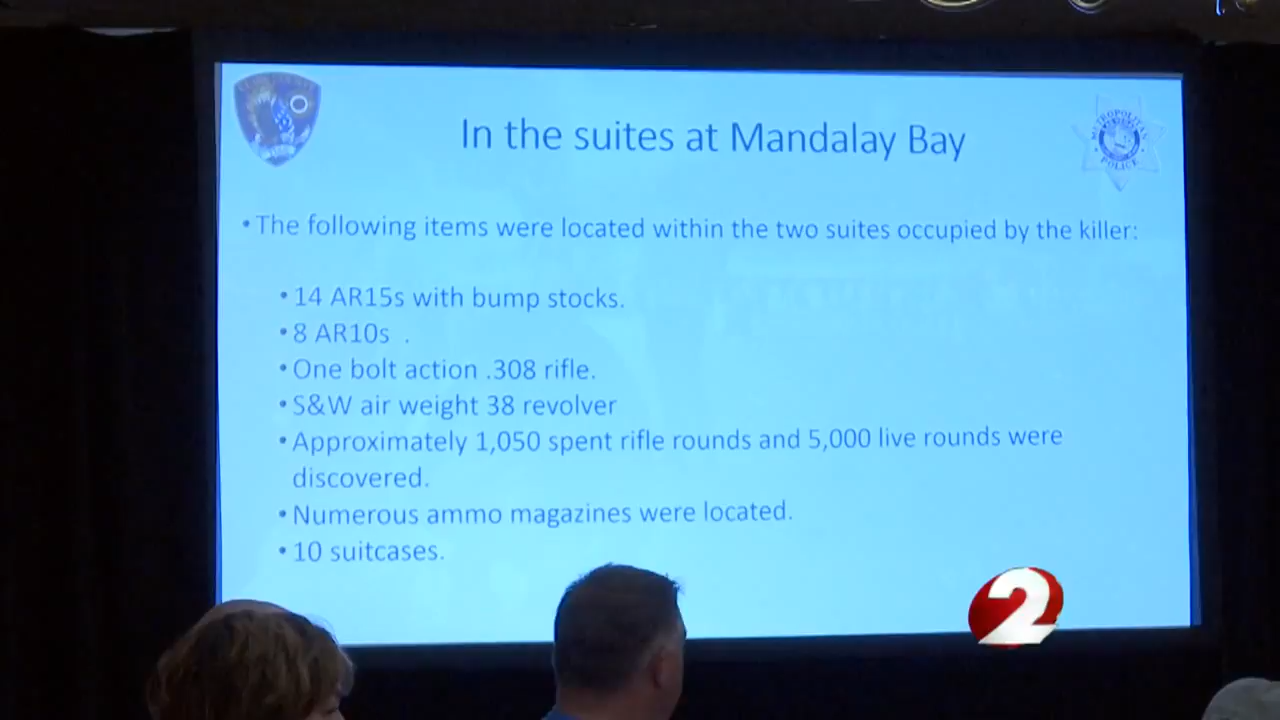 In the suites at Mandalay Bay
METROPOLITAN
POLICE
• The following items were located within the two suites occupied by the killer:
• 14 AR15s with bump stocks.
• 8 AR10s .
• One bolt action .308 rifle.
• S&W air weight 38 revolver
• Approximately 1,050 spent rifle rounds and 5,000 live rounds were
discovered.
• Numerous ammo magazines were located.
• 10 suitcases.
2